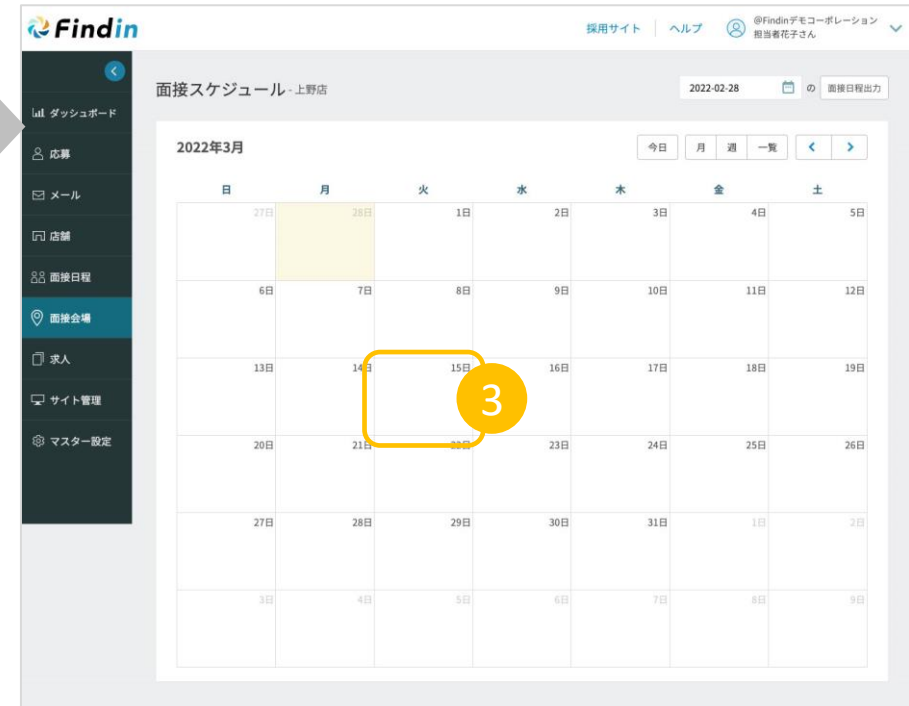 Findin
採用サイト
ヘルプ
@Findinデモコーポレーション
担当者花子さん
ダッシュボード
応募
メール
店舗
面接日程
面接会場
求人
サイト管理
マスター設定
面接スケジュール - 上野店
2022-02-28 の 面接日程出力
2022年3月
今日 月 週 一覧
日 月 火 水 木 金 土
27日 28日 1日 2日 3日 4日 5日
6日 7日 8日 9日 10日 11日 12日
13日 14日 15日 16日 17日 18日 19日
3
20日 21日 22日 23日 24日 25日 26日
27日 28日 29日 30日 31日 1日 2日
3日 4日 5日 6日 7日 8日 9日